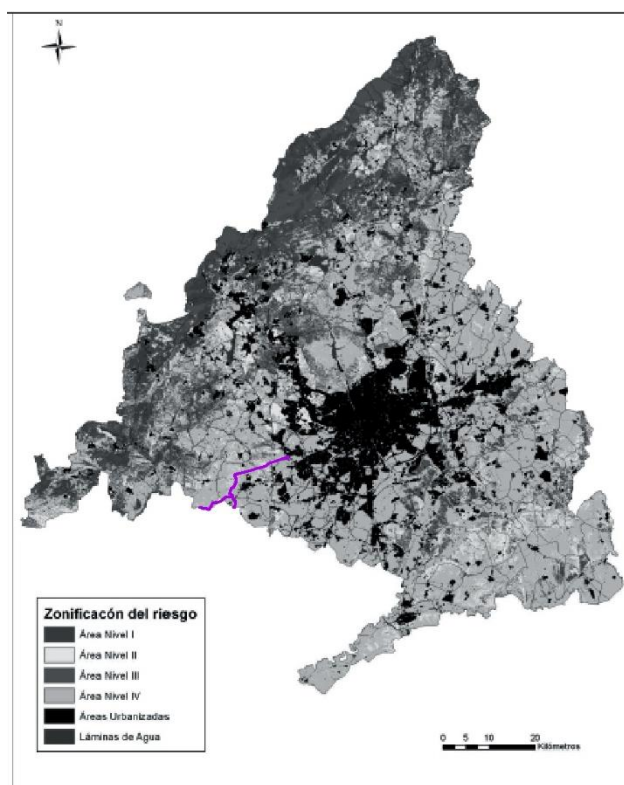 N
Zonificacón del riesgo
Área Nivel I
Área Nivel II
Área Nivel III
Área Nivel IV
Áreas Urbanizadas
Láminas de Agua
0 5 10 20
Kilómetros